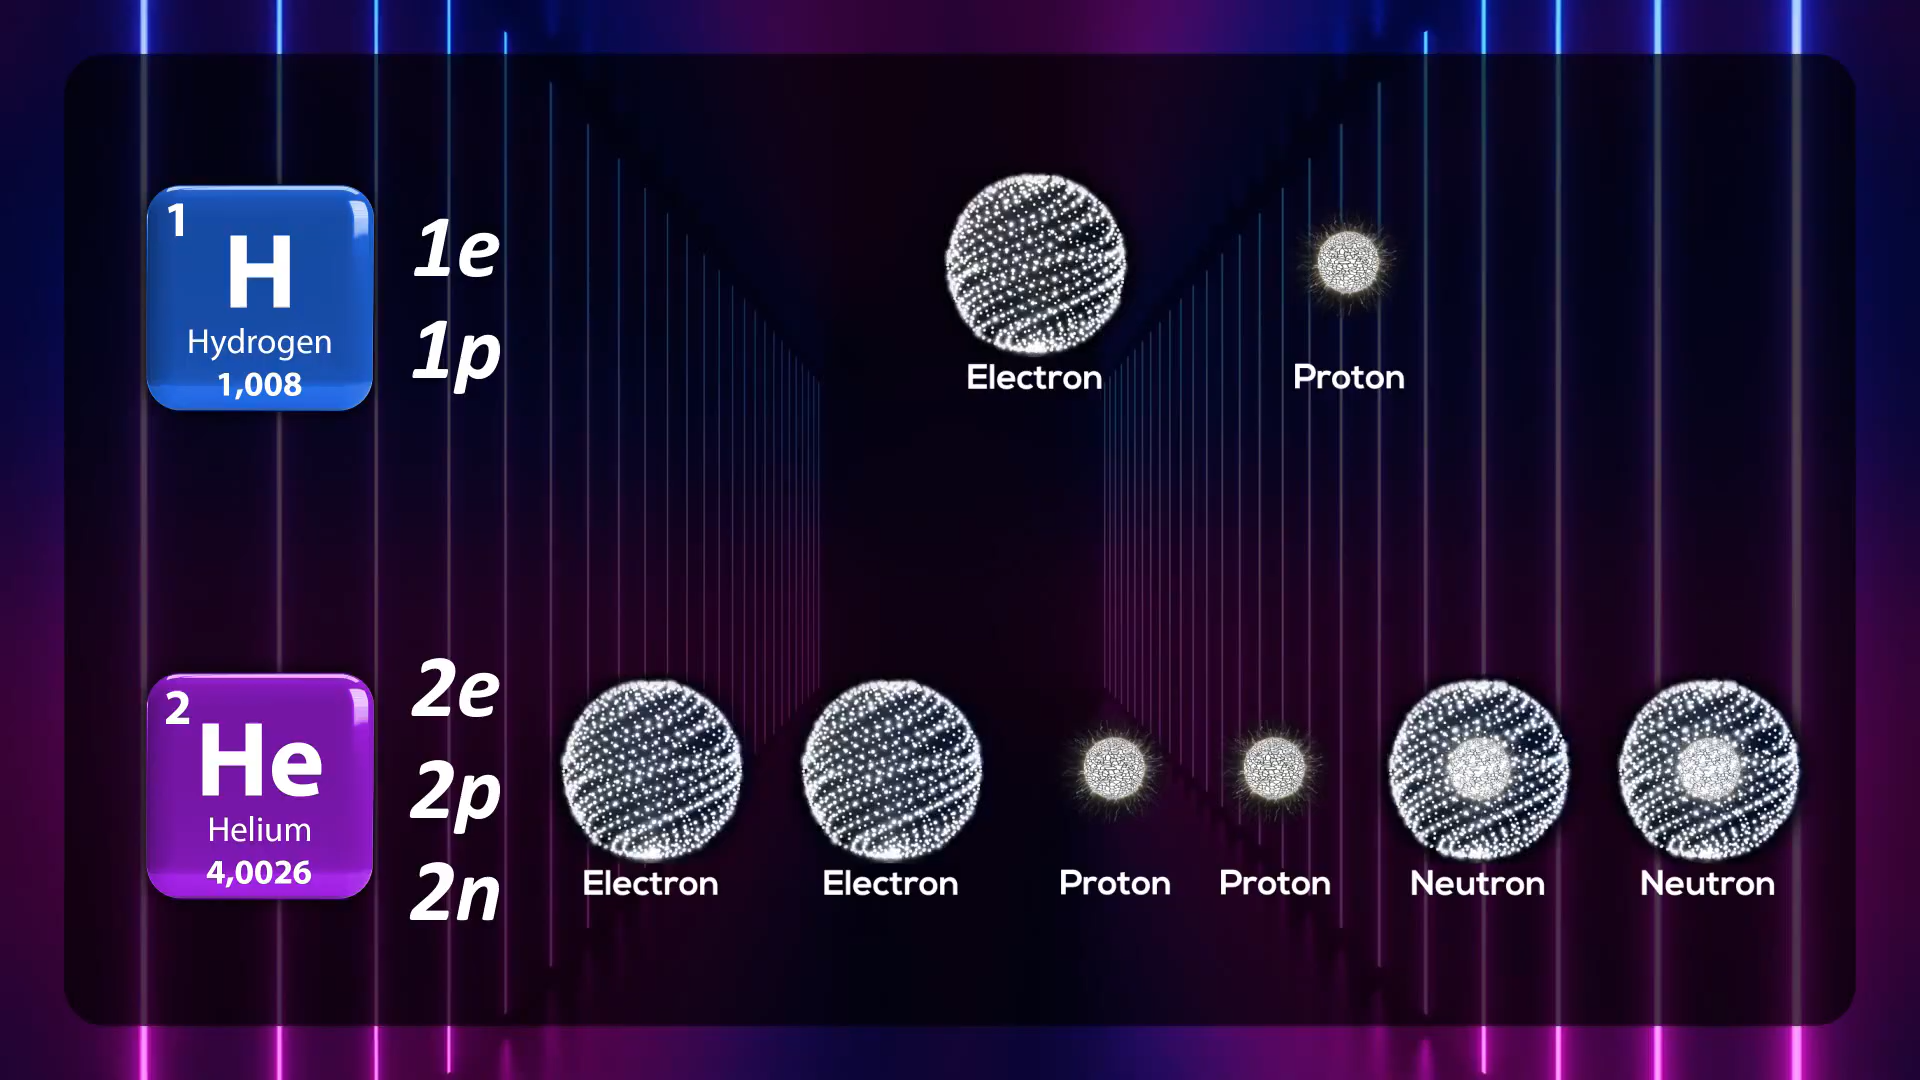 1
H
Hydrogen
1,008
1e
1p
Electron
Proton
2
He
Helium
4,0026
2e
2p
2n
Electron
Electron
Proton
Proton
Neutron
Neutron